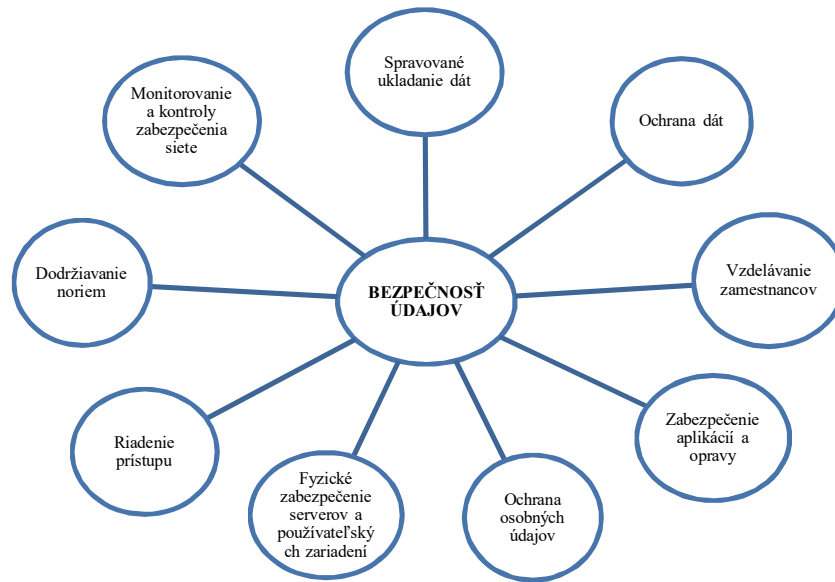 Spravované
ukladanie dát
Monitorovanie
a kontroly
zabezpečenia
siete
Ochrana dát
Dodržiavanie
noriem
BEZPEČNOSŤ
ÚDAJOV
Vzdelávanie
zamestnancov
Riadenie
prístupu
Fyzické
zabezpečenie
serverov a
používateľský
ch zariadení
Ochrana
osobných
údajov
Zabezpečenie
aplikácií a
opravy